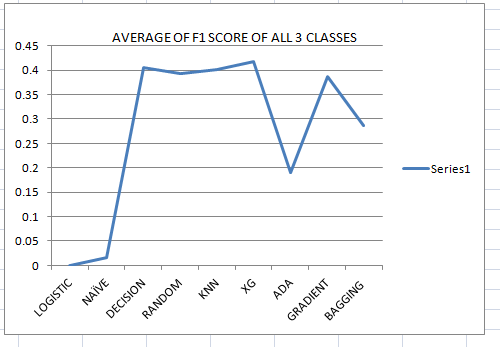 AVERAGE OF F1 SCORE OF ALL 3 CLASSES
0.45
0.4
0.35
0.3
0.25
0.2
0.15
0.1
0.05
0
LOGISTIC
NAÏVE
DECISION
RANDOM
KNN
XG
ADA
GRADIENT
BAGGING
Series1